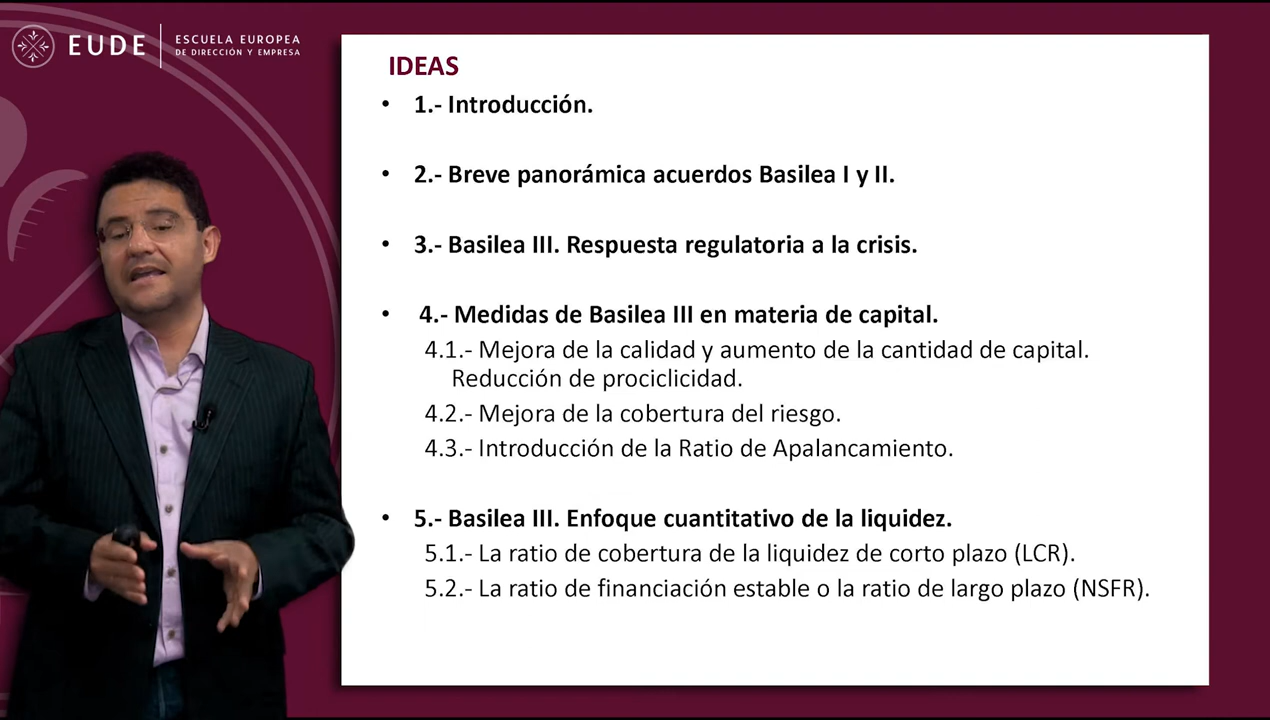 EUDE
ESCUELA EUROPEA
DE DIRECCIÓN Y EMPRESA
IDEAS
• 1.- Introducción.
• 2.- Breve panorámica acuerdos Basilea I y II.
• 3.- Basilea III. Respuesta regulatoria a la crisis.
• 4.- Medidas de Basilea III en materia de capital.
4.1.- Mejora de la calidad y aumento de la cantidad de capital.
Reducción de prociclicidad.
4.2.- Mejora de la cobertura del riesgo.
4.3.- Introducción de la Ratio de Apalancamiento.
• 5.- Basilea III. Enfoque cuantitativo de la liquidez.
5.1.- La ratio de cobertura de la liquidez de corto plazo (LCR).
5.2.- La ratio de financiación estable o la ratio de largo plazo (NSFR).